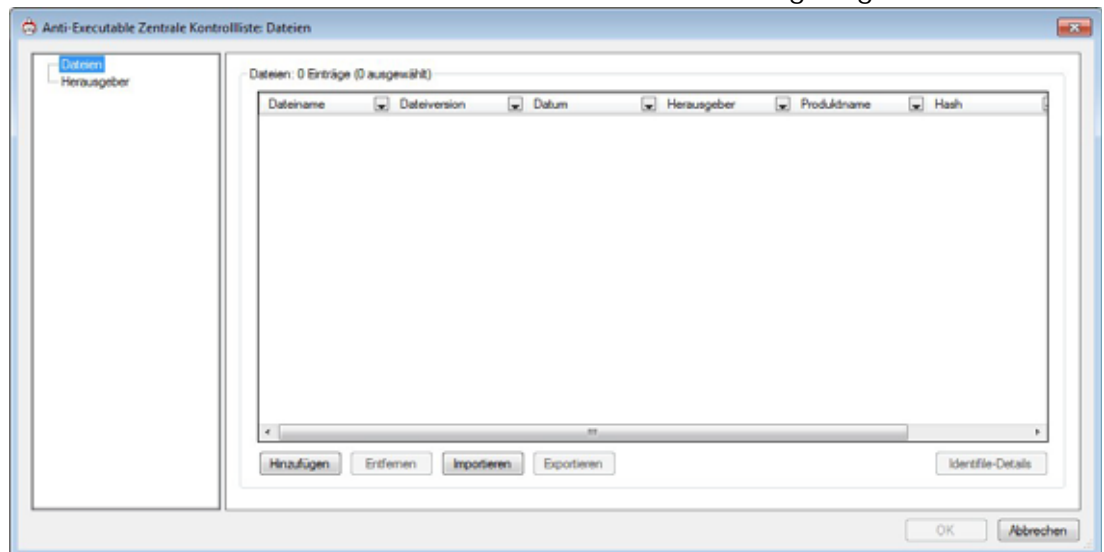 Anti-Executable Zentrale Kontrollliste: Dateien
Dateien
Herausgeber
Dateien: 0 Einträge (0 ausgewählt)
Dateiname Dateiversion Datum Herausgeber Produktname Hash
Hinzufügen Entfernen Importieren Exportieren Identifile-Details
OK Abbrechen